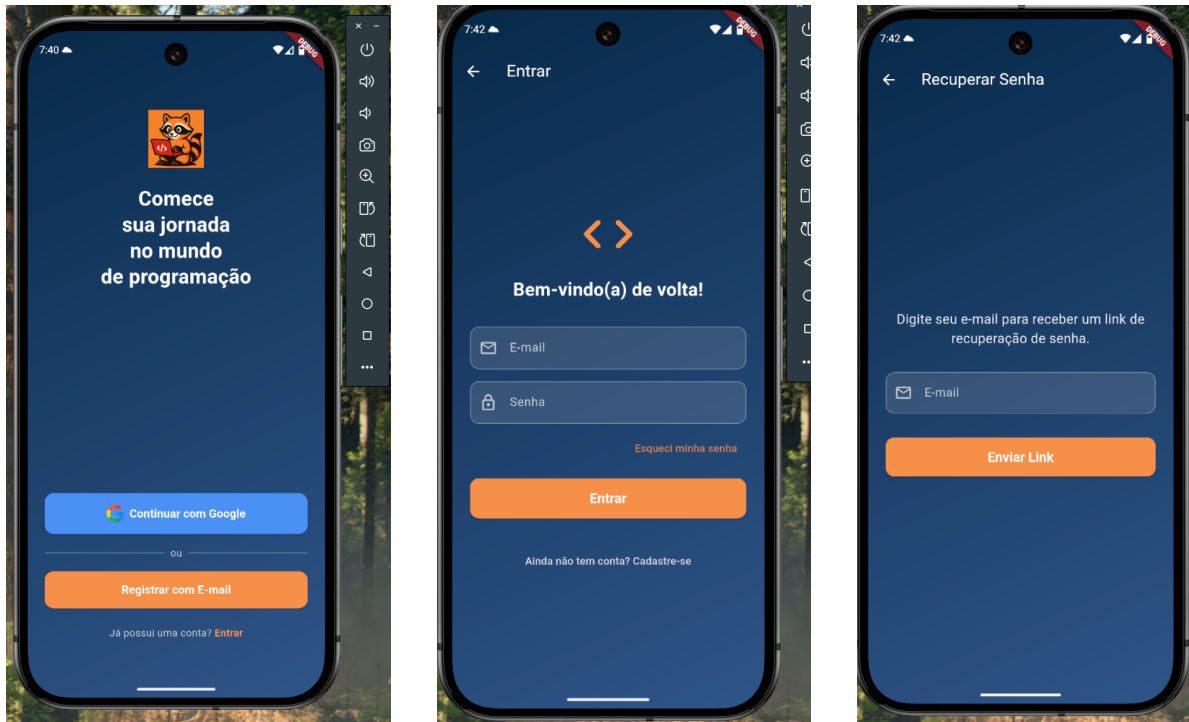 7:40
DEBUG
</>
Comece
sua jornada
no mundo
de programação
Continuar com Google
ou
Registrar com E-mail
Já possui uma conta? Entrar
7:42
DEBUG
Entrar
Bem-vindo(a) de volta!
E-mail
Senha
Esqueci minha senha
Entrar
Ainda não tem conta? Cadastre-se
7:42
DEBUG
Recuperar Senha
Digite seu e-mail para receber um link de
recuperação de senha.
E-mail
Enviar Link